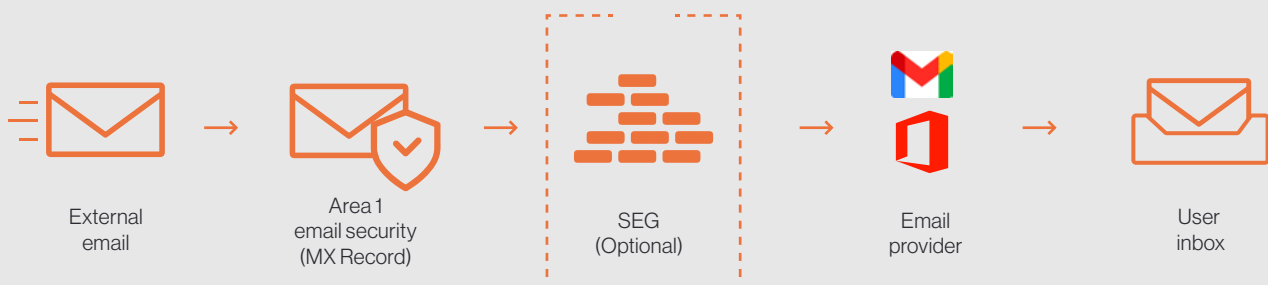 External
email
Area 1
email security
(MX Record)
SEG
(Optional)
Email
provider
User
inbox